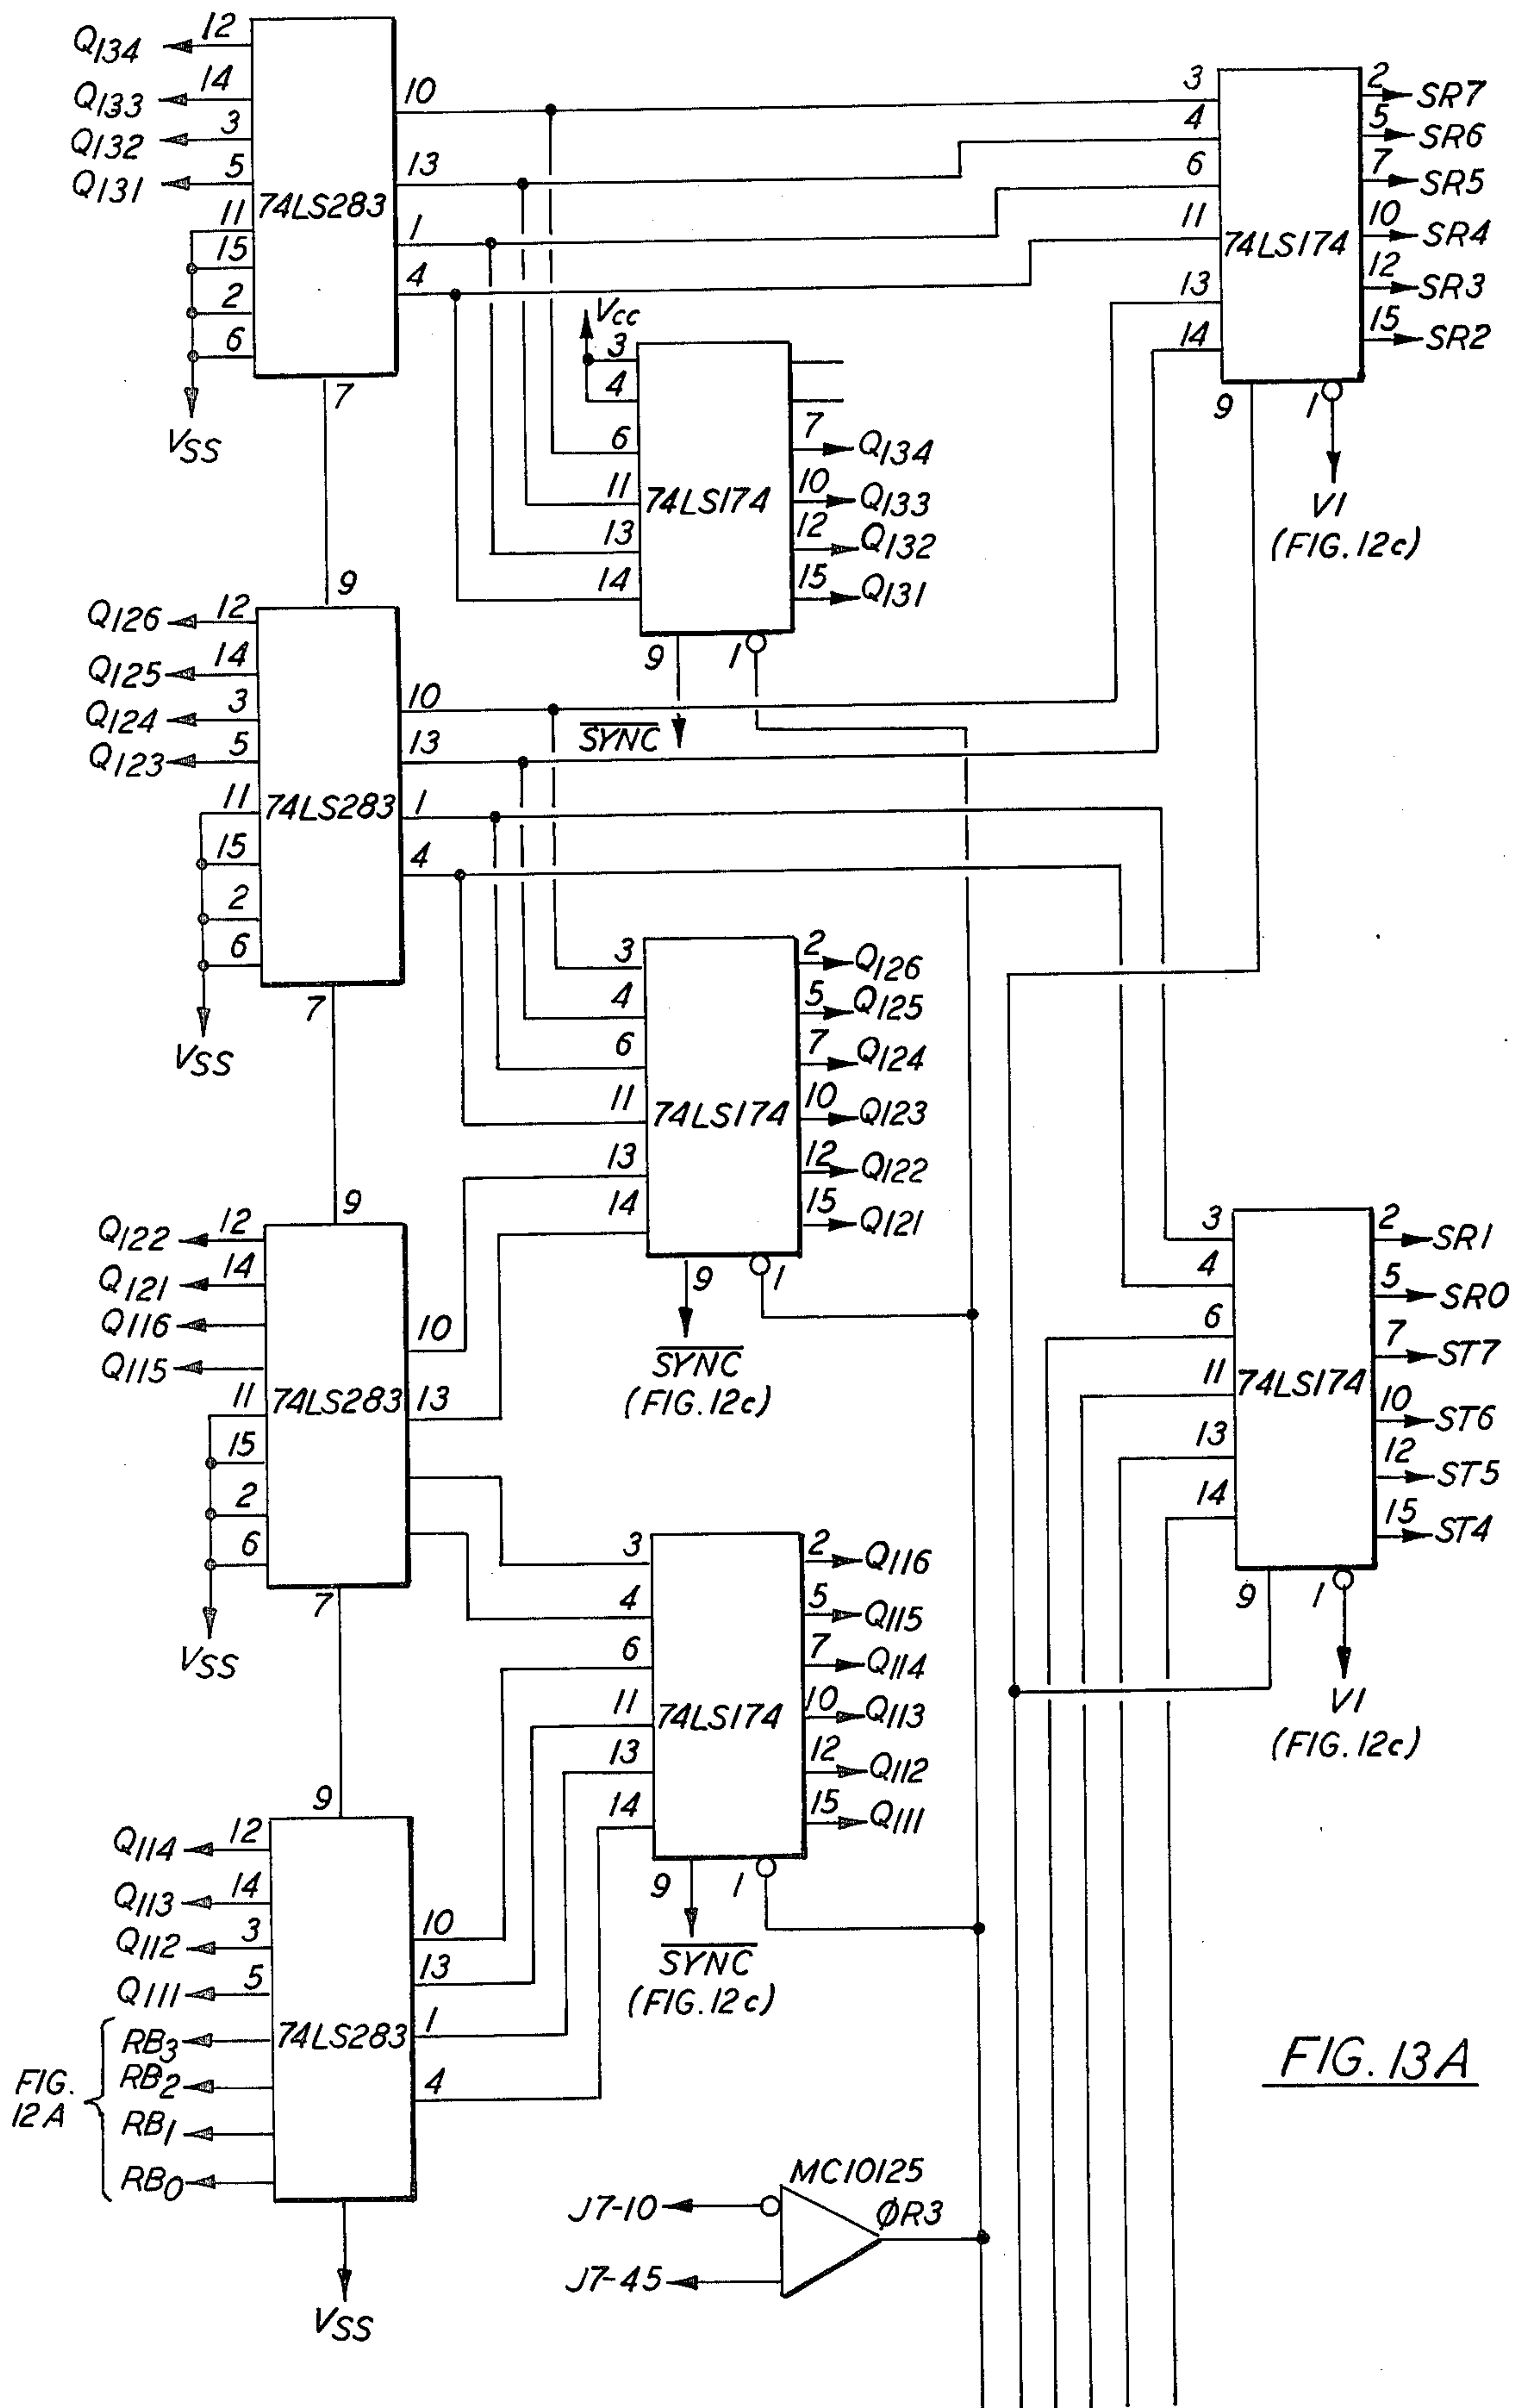 Q134 12
Q133 14
Q132 3
Q131 5
11
15
2
6
74LS283
10
13
1
4
7
VSS
3
4
6
11
13
14
74LS174
2 SR7
5 SR6
7 SR5
10 SR4
12 SR3
15 SR2
9
1
V1
(FIG. 12c)
Vcc
3
4
6
11
13
14
74LS174
7 Q134
10 Q133
12 Q132
15 Q131
9
1
SYNC
9
Q126 12
Q125 14
Q124 3
Q123 5
11
15
2
6
74LS283
10
13
1
4
7
VSS
3
4
6
11
13
14
74LS174
2 Q126
5 Q125
7 Q124
10 Q123
12 Q122
15 Q121
9
1
SYNC
(FIG. 12c)
9
Q122 12
Q121 14
Q116
Q115
11
15
2
6
74LS283
10
13
7
VSS
3
4
6
11
13
14
74LS174
2 SR1
5 SR0
7 ST7
10 ST6
12 ST5
15 ST4
9
1
V1
(FIG. 12c)
3
4
6
11
13
14
74LS174
2 Q116
5 Q115
7 Q114
10 Q113
12 Q112
15 Q111
9
1
SYNC
(FIG. 12c)
9
Q114 12
Q113 14
Q112 3
Q111 5
RB3
RB2
RB1
RB0
FIG.
12A
74LS283
10
13
1
4
VSS
MC10125
J7-10
J7-45
ØR3
FIG. 13A